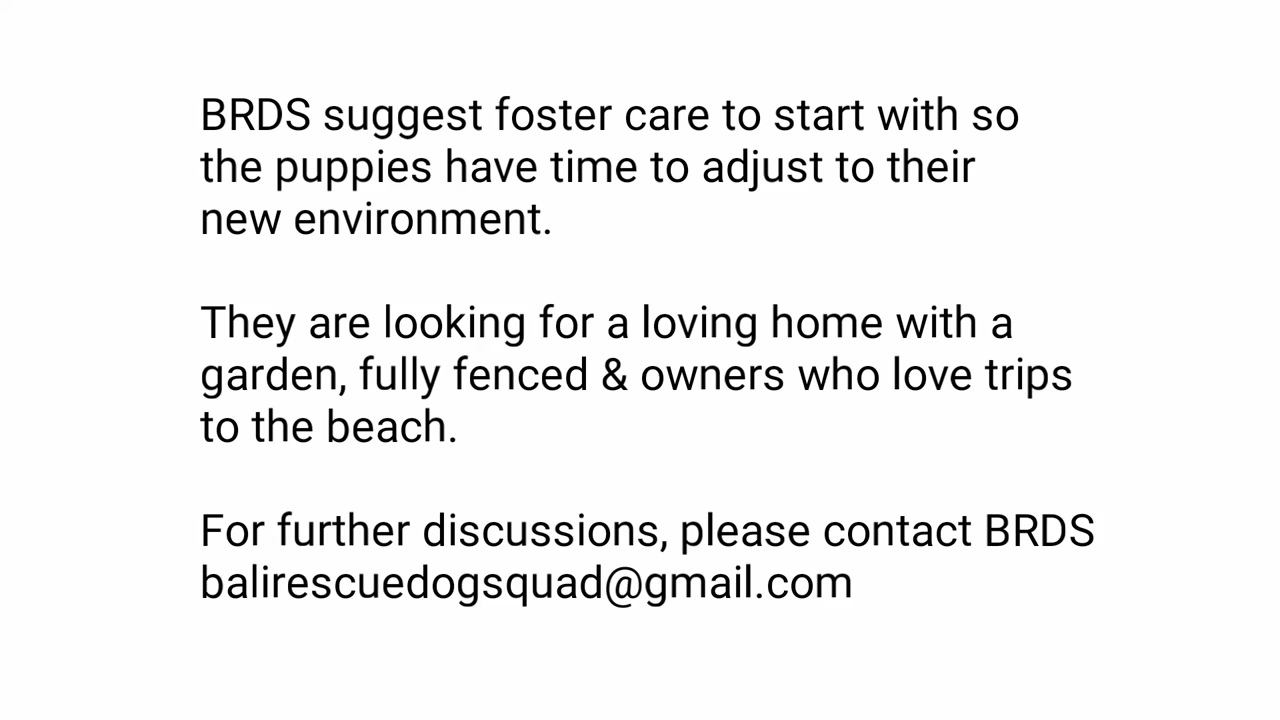 BRDS suggest foster care to start with so
the puppies have time to adjust to their
new environment.
They are looking for a loving home with a
garden, fully fenced & owners who love trips
to the beach.
For further discussions, please contact BRDS
balirescuedogsquad@gmail.com